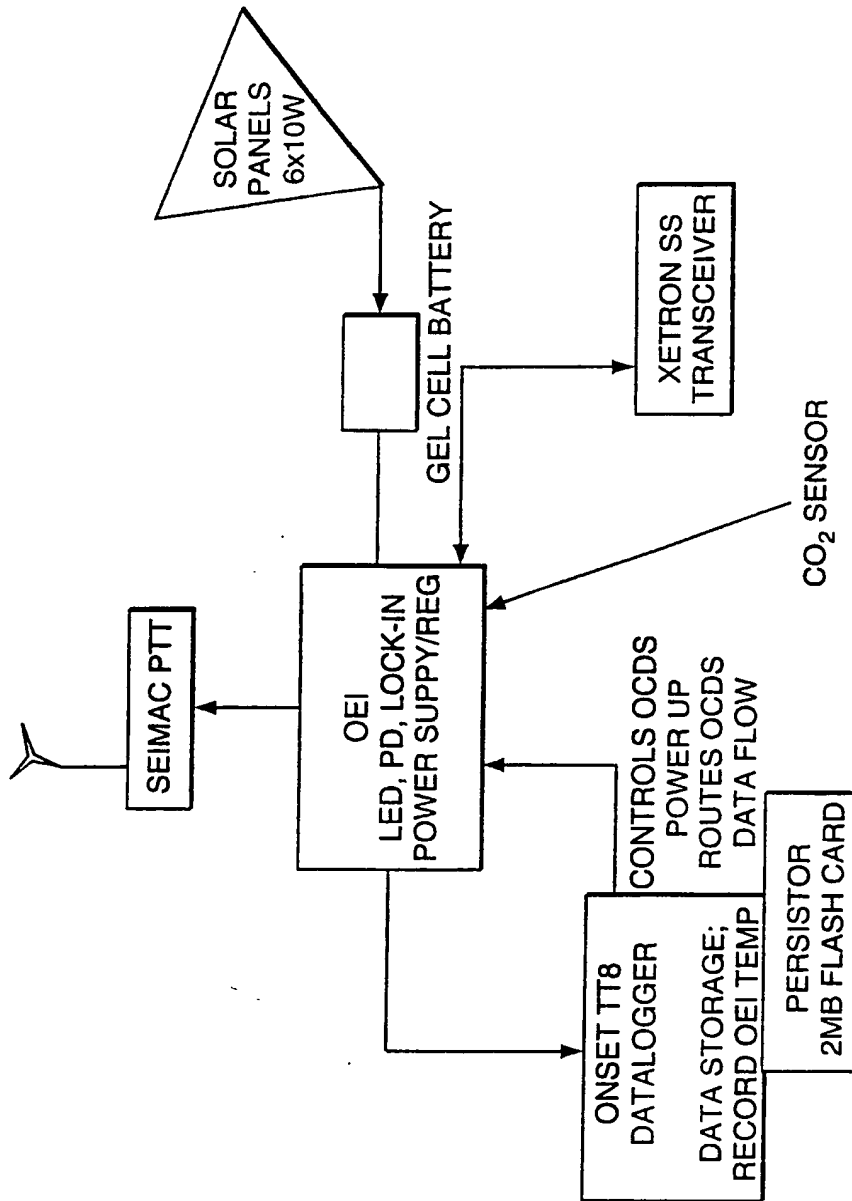 SOLAR
PANELS
6x10W
GEL CELL BATTERY
SEIMAC PTT
OEI
LED, PD, LOCK-IN
POWER SUPPY/REG
XETRON SS
TRANSCEIVER
CO₂ SENSOR
CONTROLS OCDS
POWER UP
ROUTES OCDS
DATA FLOW
ONSET TT8
DATALOGGER
DATA STORAGE;
RECORD OEI TEMP
PERSISTOR
2MB FLASH CARD